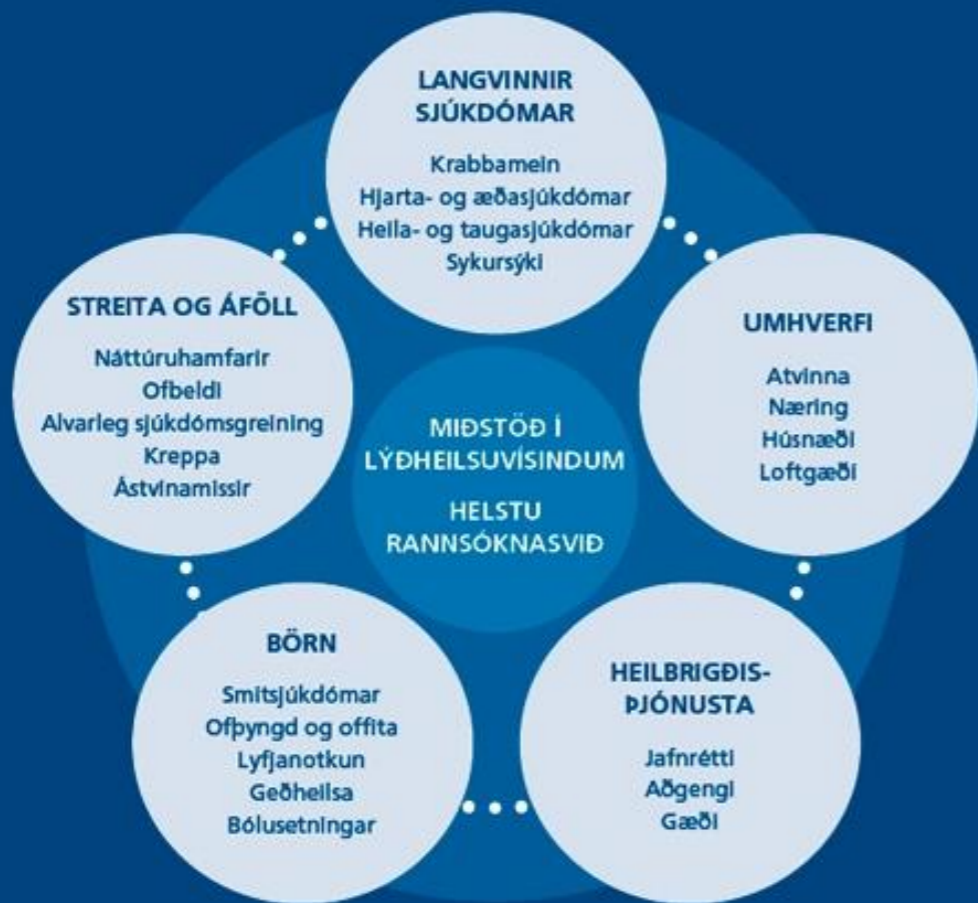 LANGVINNIR
SJÚKDÓMAR
Krabbamein
Hjarta- og æðasjúkdómar
Heila- og taugasjúkdómar
Sykursýki
STREITA OG ÁFÖLL
Náttúruhamfarir
Ofbeldi
Alvarleg sjúkdómsgreining
Kreppa
Ástvinamissir
UMHVERFI
Atvinna
Næring
Húsnæði
Loftgæði
MIÐSTÖÐ Í
LÝÐHEILSUVÍSINDUM
HELSTU
RANNSÓKNASVIÐ
BÖRN
Smitsjúkdómar
Ofþyngd og offita
Lyfjanotkun
Geðheilsa
Bólusetningar
HEILBRIGÐIS-
ÞJÓNUSTA
Jafnrétti
Aðgengi
Gæði